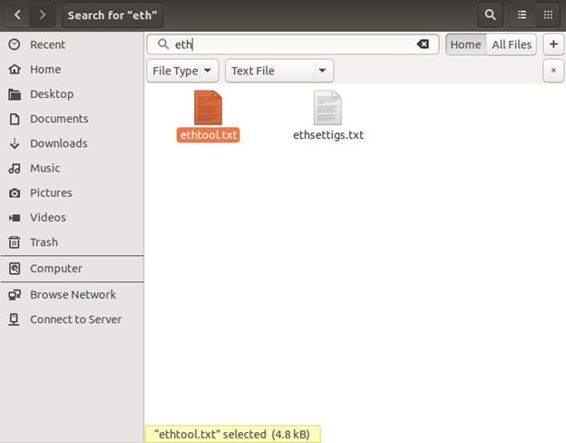 Search for "eth"
eth
Home
All Files
File Type
Text File
Recent
Home
Desktop
Documents
Downloads
Music
Pictures
Videos
Trash
Computer
Browse Network
Connect to Server
ethtool.txt
ethsettigs.txt
"ethtool.txt" selected (4.8 kB)